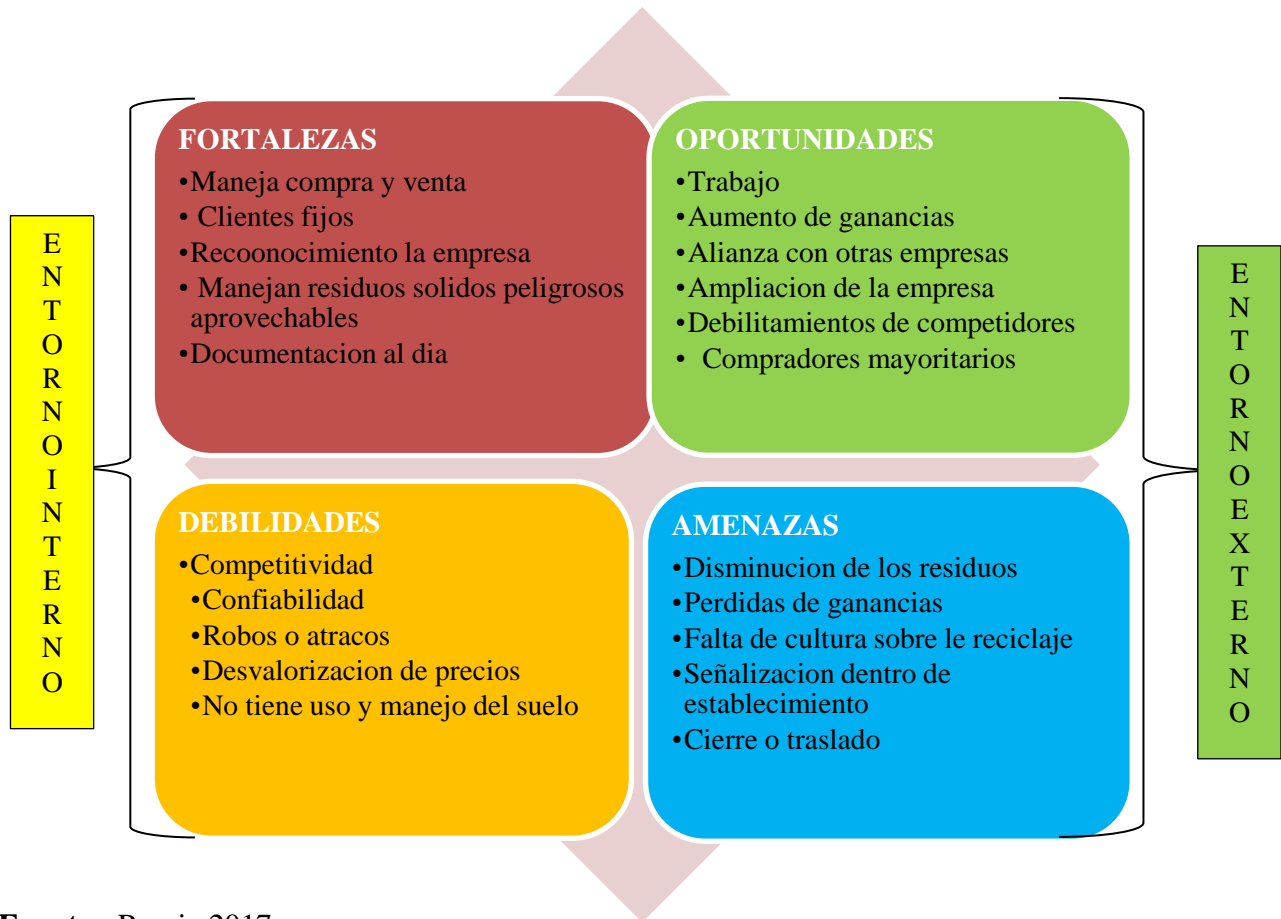 FORTALEZAS
•Maneja compra y venta
• Clientes fijos
•Recoonocimiento la empresa
• Manejan residuos solidos peligrosos
aprovechables
•Documentacion al dia
OPORTUNIDADES
•Trabajo
•Aumento de ganancias
•Alianza con otras empresas
•Ampliacion de la empresa
•Debilitamientos de competidores
• Compradores mayoritarios
E
N
T
O
R
N
O
I
N
T
E
R
N
O
DEBILIDADES
•Competitividad
•Confiabilidad
•Robos o atracos
•Desvalorizacion de precios
•No tiene uso y manejo del suelo
AMENAZAS
•Disminucion de los residuos
•Perdidas de ganancias
•Falta de cultura sobre le reciclaje
•Señalizacion dentro de
establecimiento
•Cierre o traslado
E
N
T
O
R
N
O
E
X
T
E
R
N
O